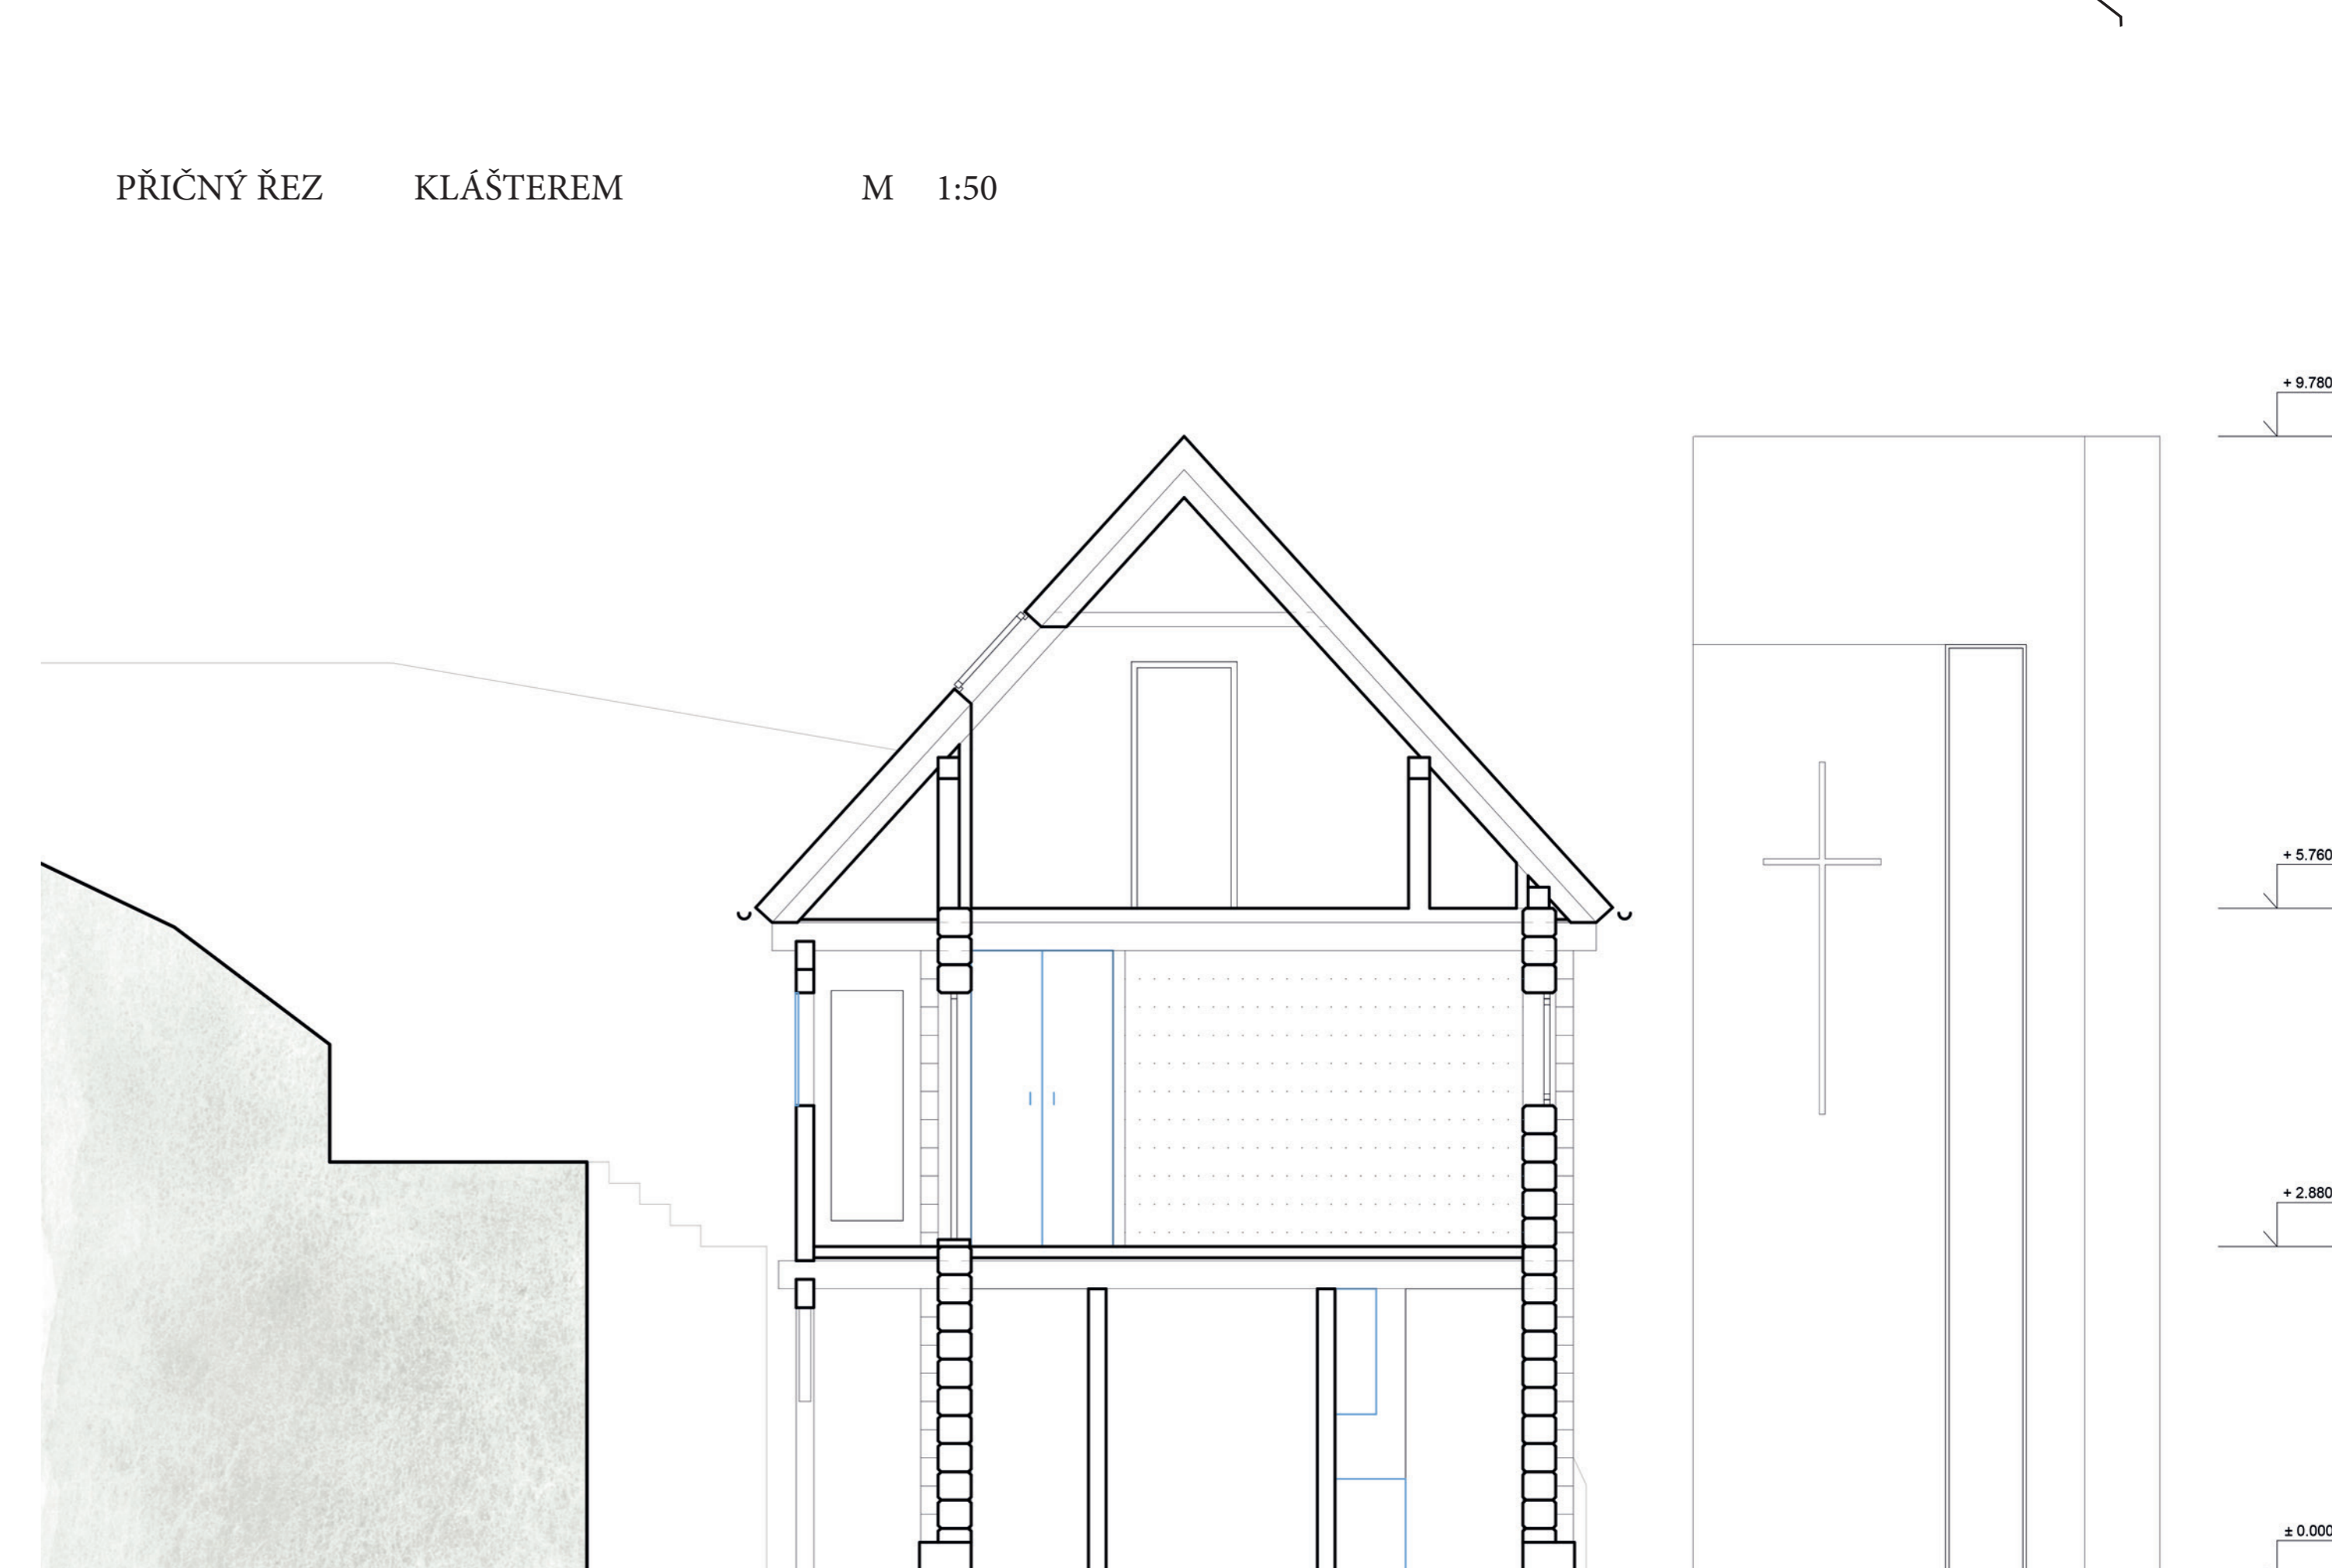 PŘIČNÝ ŘEZ KLÁŠTEREM M 1:50
+ 9.780
+ 5.760
+ 2.880
± 0.000